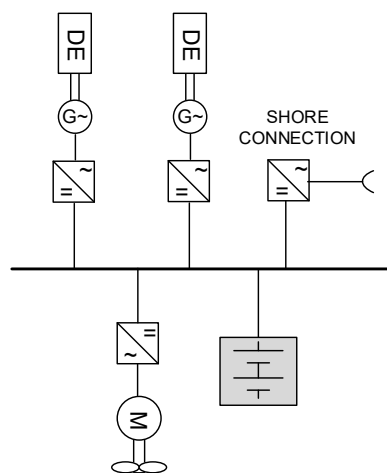 DE
DE
G~
G~
SHORE
CONNECTION
~
=
~
=
~
=
=
~
M